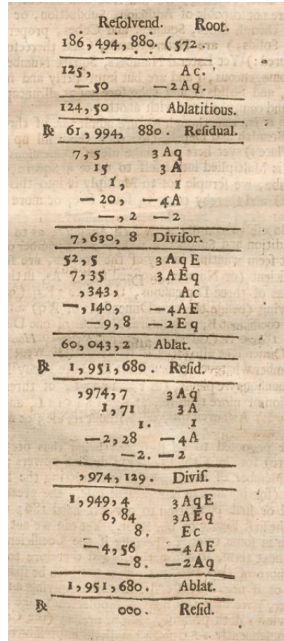 Reſolvend. Root.
186,494,880. (572.
125, Ac.
—50 —2Aq.
124,50 Ablatitious.
℞ 61,994, 880. Reſidual.
7,5 3Aq
15 3A
1, 1
—20, —4A
—,2 —2
7,630,8 Diviſor.
52,5 3AqE
7,35 3AEq
,343, Ac
—,140, —4AE
—9,8 —2Eq
60,043,2 Ablat.
℞ 1,951,680. Reſid.
,974,7 3Aq
1,71 3A
1. 1
—2,28 —4A
—2. —2
,974,129. Diviſ.
1,949,4 3AqE
6,84 3AEq
8. Ec
—4,56 —4AE
—8. —2Aq
1,951,680. Ablat.
℞ 000. Reſid.